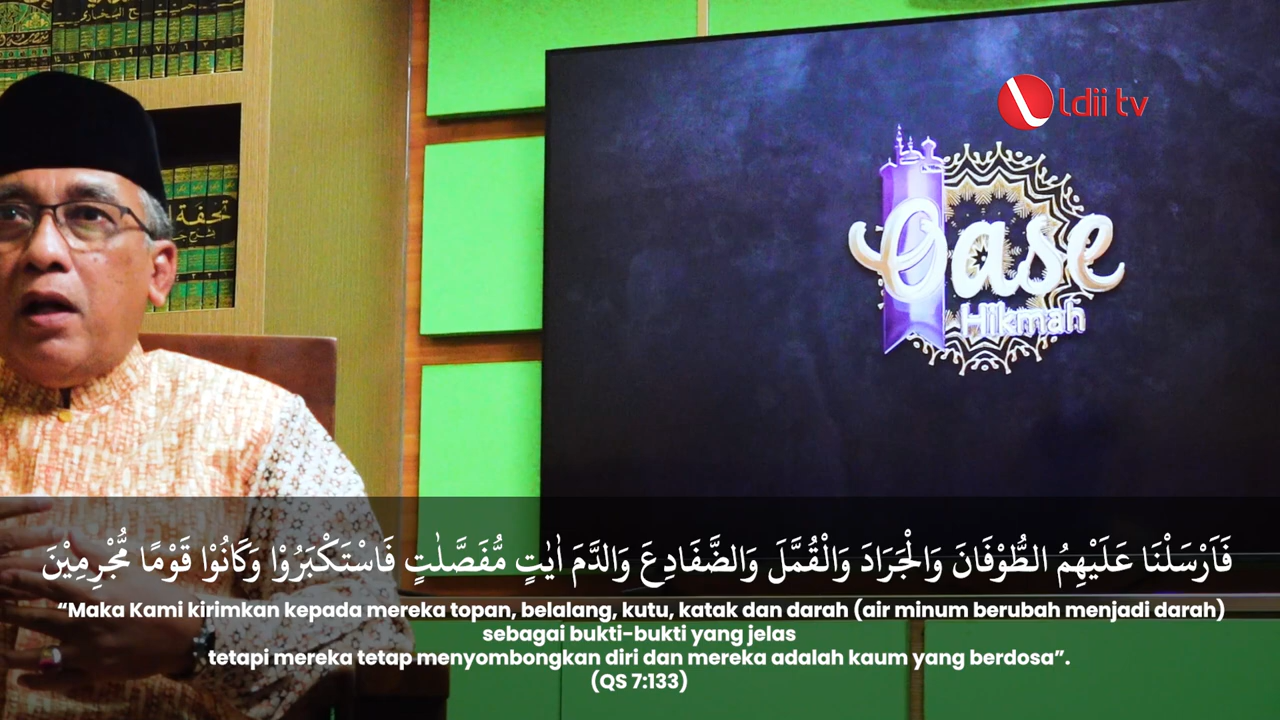 ldii tv
Oase
Hikmah
تحفة
فَاَرْسَلْنَا عَلَيْهِمُ الطُّوْفَانَ وَالْجَرَادَ وَالْقُمَّلَ وَالضَّفَادِعَ وَالدَّمَ اٰيٰتٍ مُّفَصَّلٰتٍ فَاسْتَكْبَرُوْا وَكَانُوْا قَوْمًا مُّجْرِمِيْنَ
“Maka Kami kirimkan kepada mereka topan, belalang, kutu, katak dan darah (air minum berubah menjadi darah)
sebagai bukti-bukti yang jelas
tetapi mereka tetap menyombongkan diri dan mereka adalah kaum yang berdosa”.
(QS 7:133)